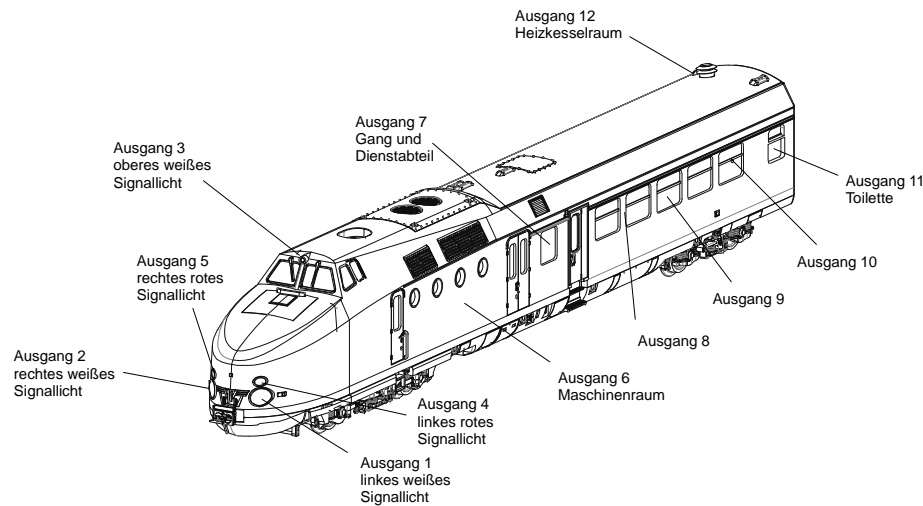 Ausgang 12
Heizkesselraum
Ausgang 7
Gang und
Dienstabteil
Ausgang 3
oberes weißes
Signallicht
Ausgang 11
Toilette
Ausgang 5
rechtes rotes
Signallicht
Ausgang 10
Ausgang 9
Ausgang 8
Ausgang 2
rechtes weißes
Signallicht
Ausgang 6
Maschinenraum
Ausgang 4
linkes rotes
Signallicht
Ausgang 1
linkes weißes
Signallicht